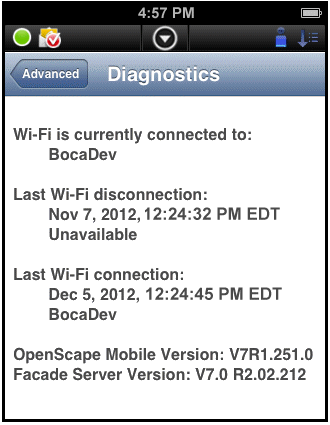 4:57 PM
Advanced
Diagnostics
Wi-Fi is currently connected to:
BocaDev
Last Wi-Fi disconnection:
Nov 7, 2012, 12:24:32 PM EDT
Unavailable
Last Wi-Fi connection:
Dec 5, 2012, 12:24:45 PM EDT
BocaDev
OpenScape Mobile Version: V7R1.251.0
Facade Server Version: V7.0 R2.02.212